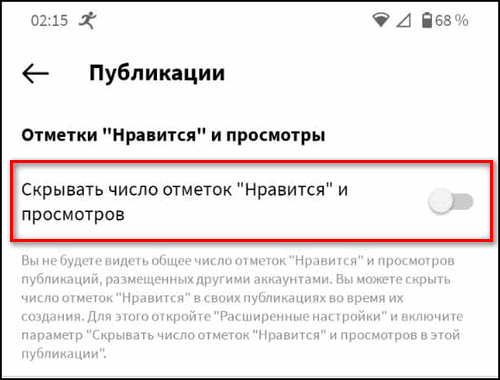 02:15 68 %
Публикации
Отметки "Нравится" и просмотры
Скрывать число отметок "Нравится" и
просмотров
Вы не будете видеть общее число отметок "Нравится" и просмотров
публикаций, размещенных другими аккаунтами. Вы можете скрыть
число отметок "Нравится" в своих публикациях во время их
создания. Для этого откройте "Расширенные настройки" и включите
параметр "Скрывать число отметок "Нравится" и просмотров в этой
публикации".